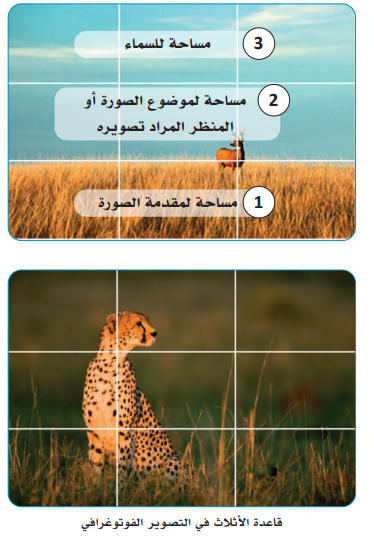 3 مساحة للسماء
2 مساحة لموضوع الصورة أو
المنظر المراد تصويره
1 مساحة لمقدمة الصورة
قاعدة الأثلاث في التصوير الفوتوغرافي